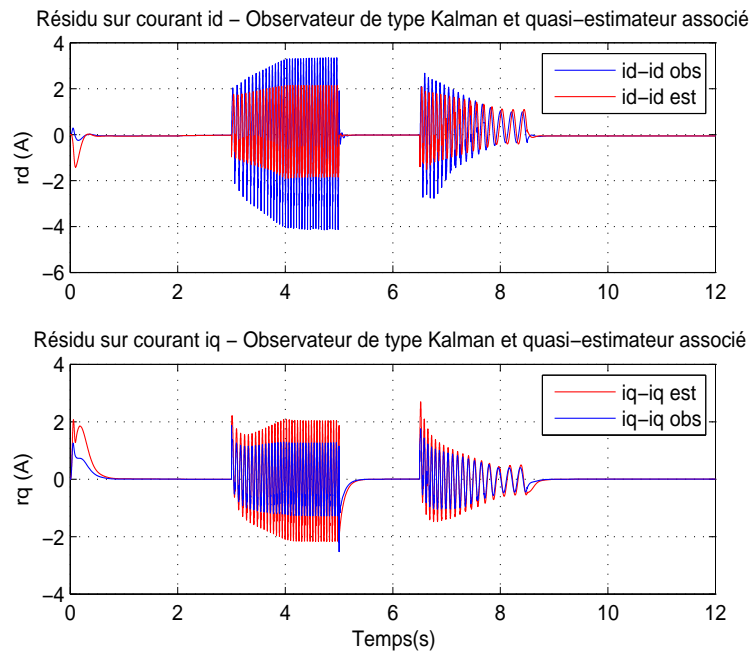 Résidu sur courant id − Observateur de type Kalman et quasi−estimateur associé
4
2
0
−2
−4
−6
rd (A)
id−id obs
id−id est
0 2 4 6 8 10 12
Résidu sur courant iq − Observateur de type Kalman et quasi−estimateur associé
4
2
0
−2
−4
rq (A)
iq−iq est
iq−iq obs
0 2 4 6 8 10 12
Temps(s)